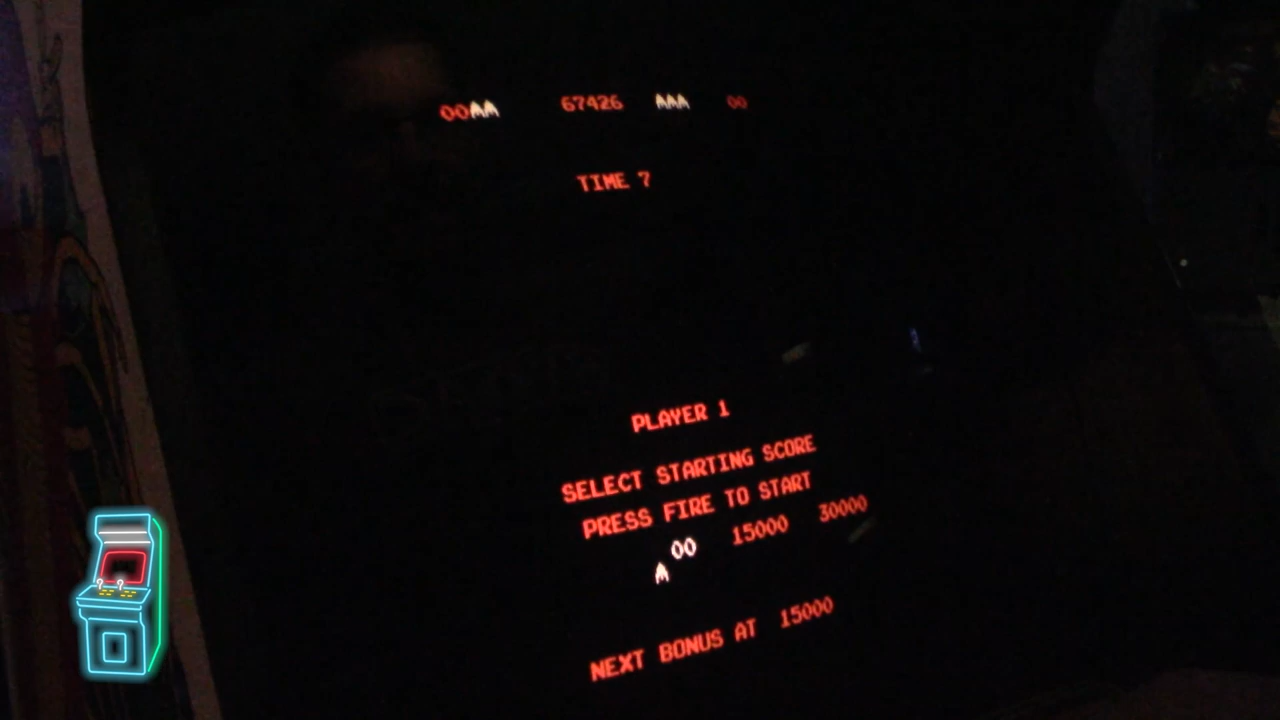 00 67426 00
TIME 7
PLAYER 1
SELECT STARTING SCORE
PRESS FIRE TO START
00 15000 30000
NEXT BONUS AT 15000